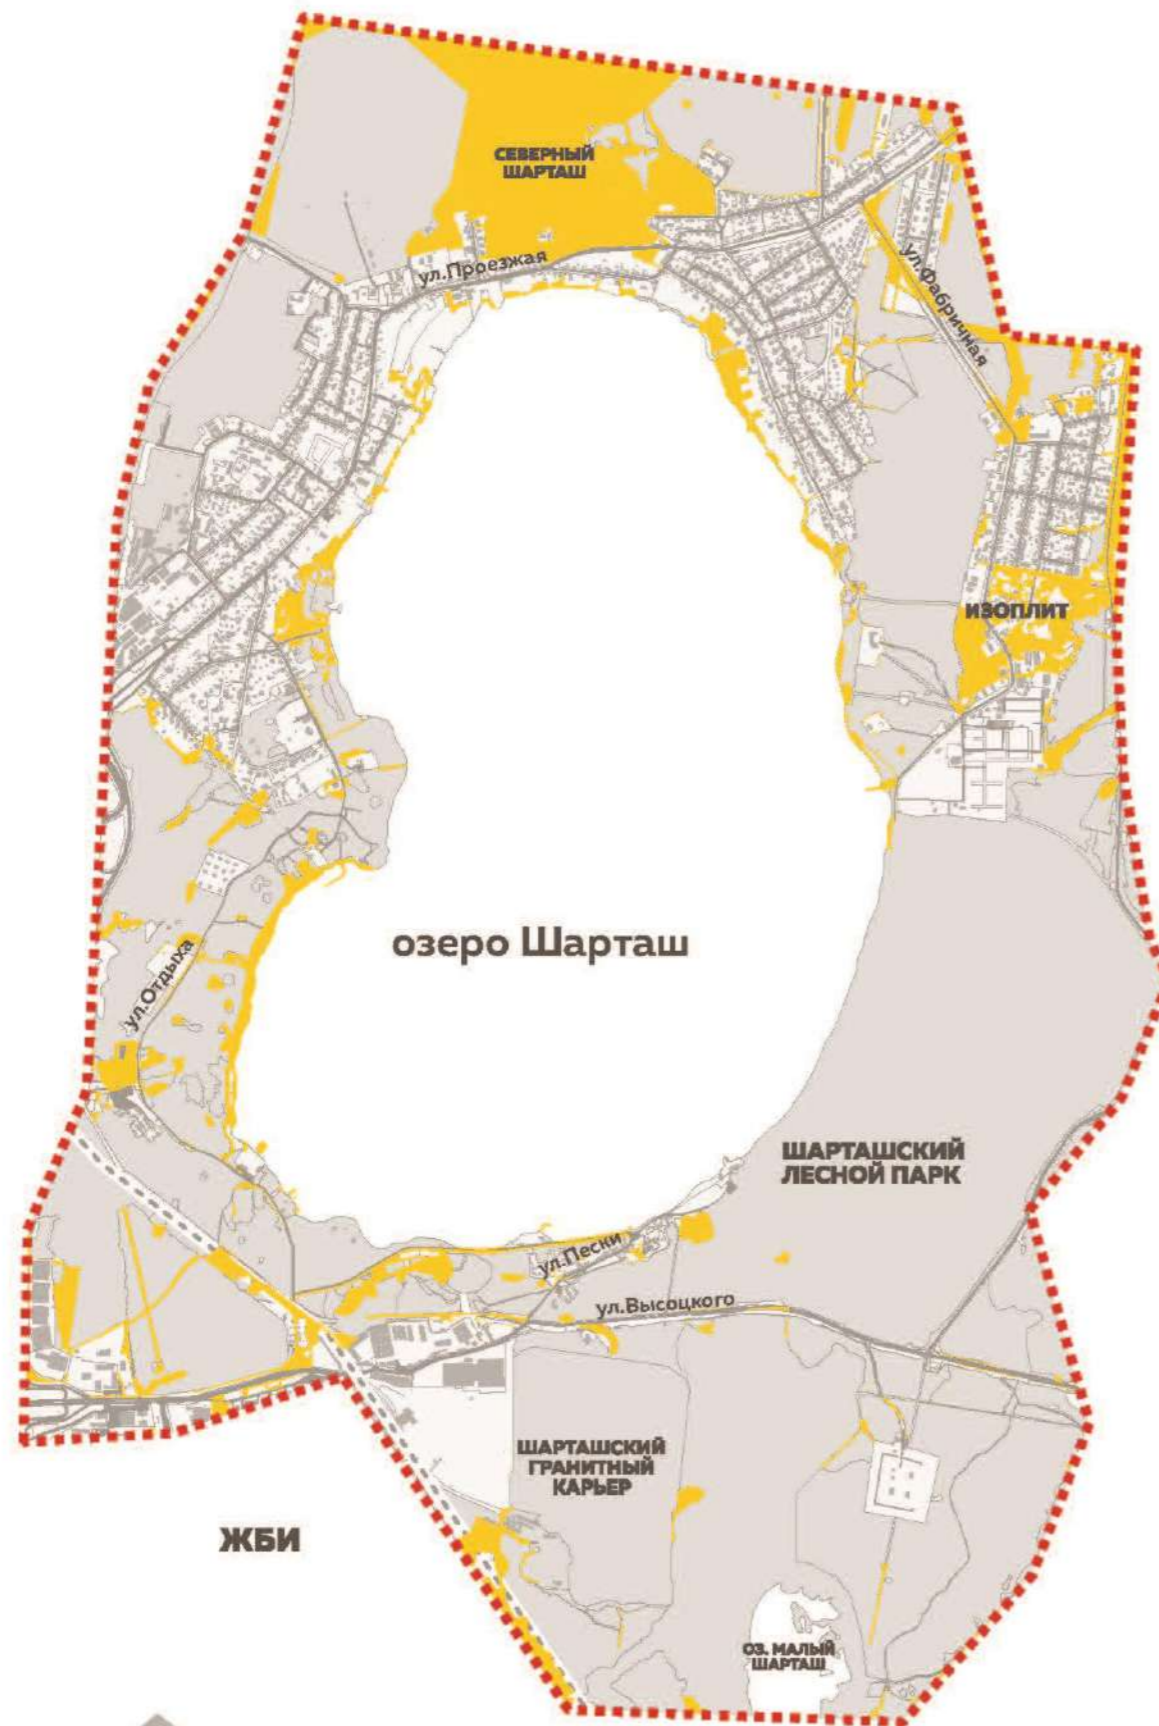 СЕВЕРНЫЙ
ШАРТАШ
ул.Проезжая
ул.Фабричная
ИЗОПЛИТ
озеро Шарташ
ул.Отдыха
ШАРТАШСКИЙ
ЛЕСНОЙ ПАРК
ул.Пески
ул.Высоцкого
ШАРТАШСКИЙ
ГРАНИТНЫЙ
КАРЬЕР
ЖБИ
ОЗ. МАЛЫЙ
ШАРТАШ